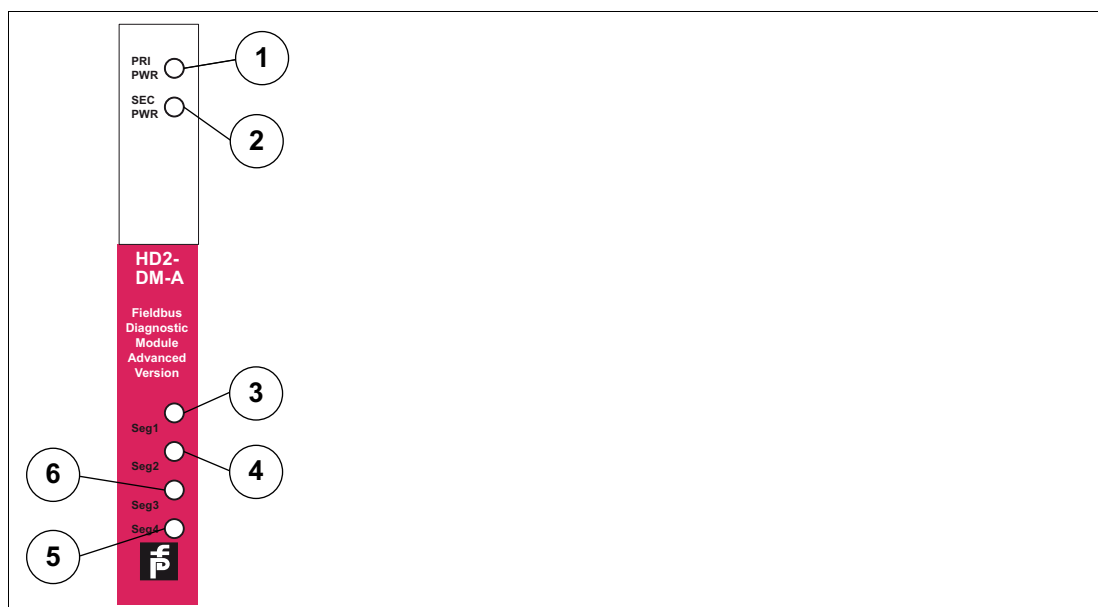 PRI
PWR
1
SEC
PWR
2
HD2-
DM-A
Fieldbus
Diagnostic
Module
Advanced
Version
3
Seg1
4
Seg2
6
Seg3
Seg4
5